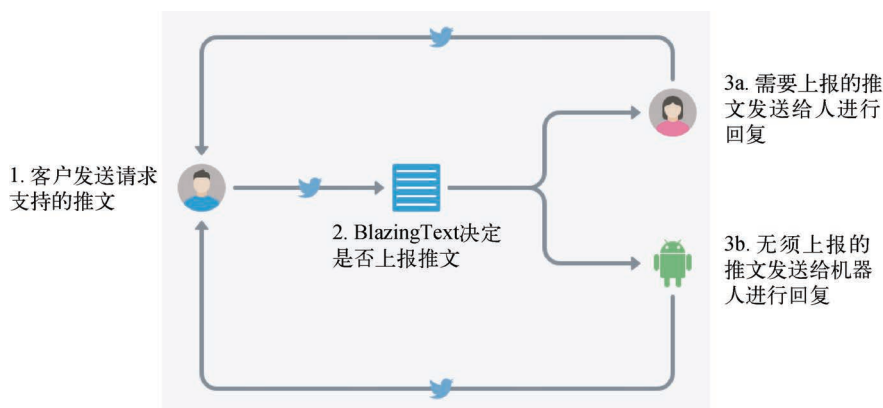 1. 客户发送请求
支持的推文
2. BlazingText决定
是否上报推文
3a. 需要上报的推
文发送给人进行
回复
3b. 无须上报的
推文发送给机器
人进行回复